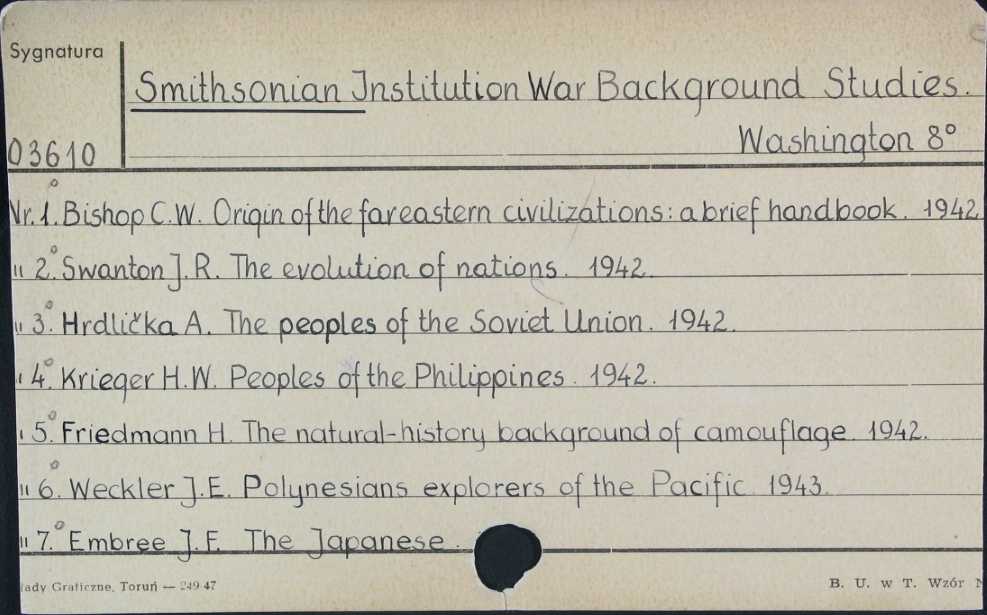 Sygnatura
Smithsonian Institution War Background Studies.
Washington 8°
03610
Nr. 1. Bishop C.W. Origin of the fareastern civilizations: a brief handbook. 1942
" 2. Swanton J.R. The evolution of nations. 1942.
" 3. Hrdlička A. The peoples of the Soviet Union. 1942.
" 4. Krieger H.W. Peoples of the Philippines. 1942.
" 5. Friedmann H. The natural-history background of camouflage. 1942.
" 6. Weckler J.E. Polynesians explorers of the Pacific. 1943.
" 7. Embree J.F. The Japanese.
łady Graficzne, Toruń — 249 47
B. U. w T. Wzór